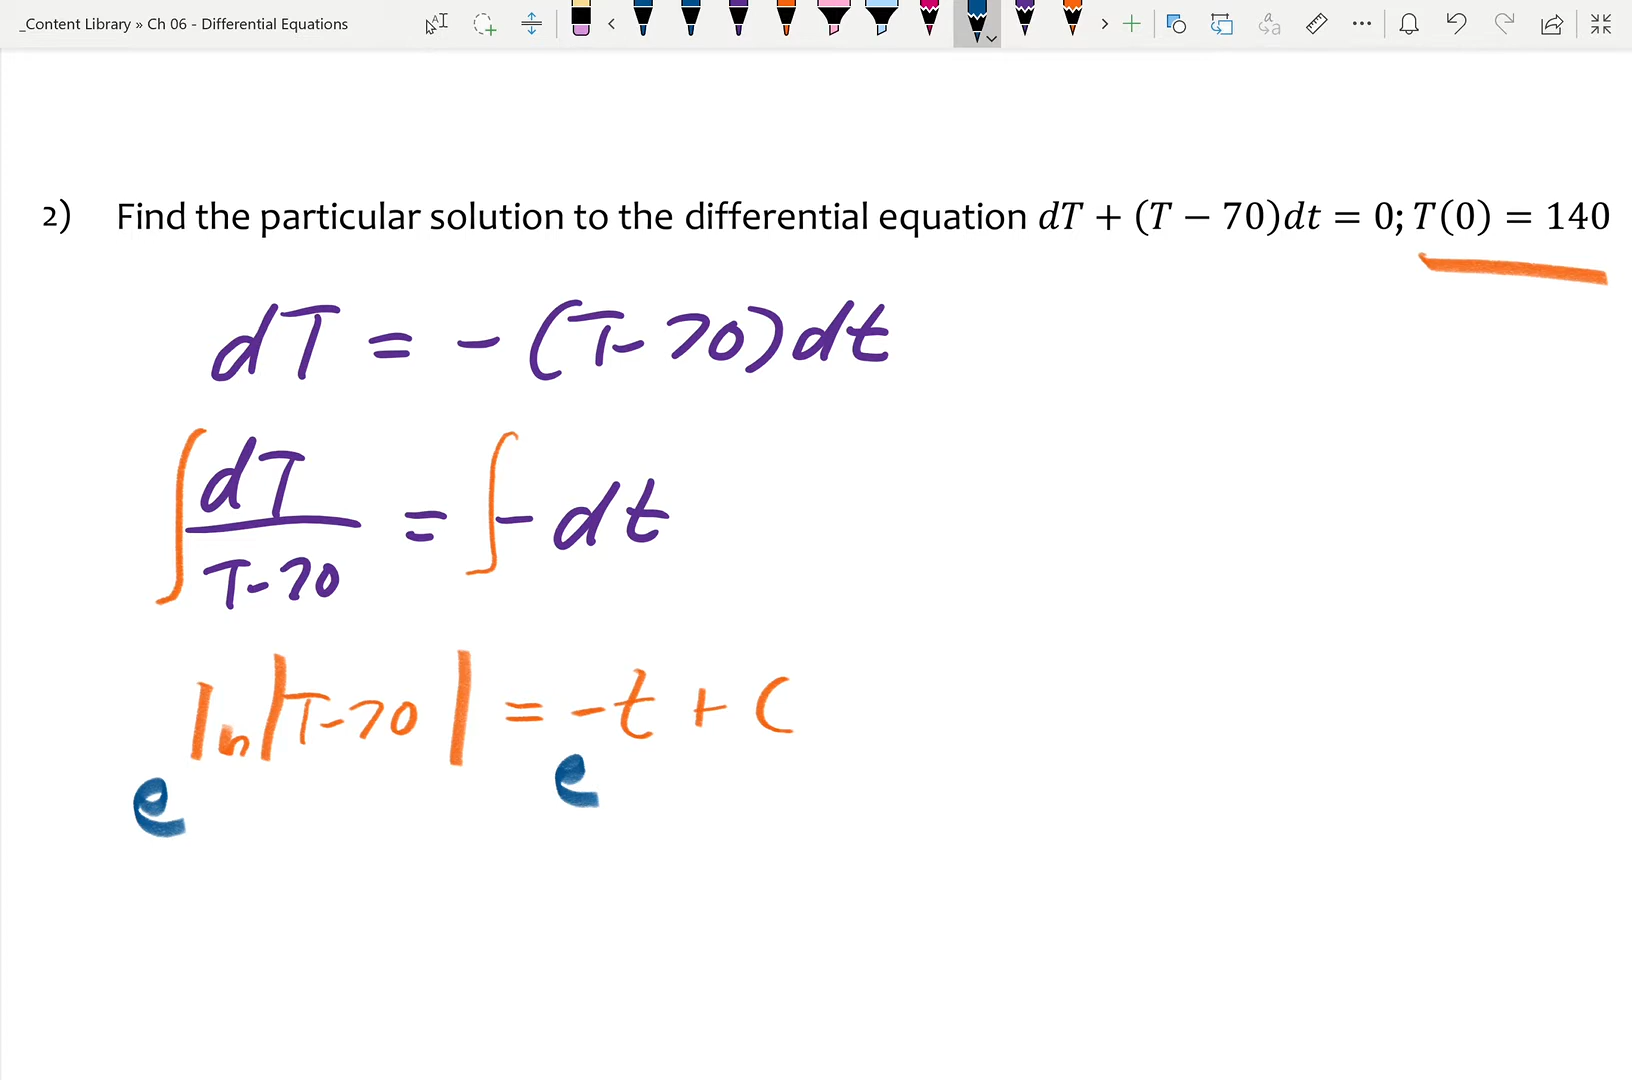 _Content Library » Ch 06 - Differential Equations
2) Find the particular solution to the differential equation dT + (T − 70)dt = 0; T(0) = 140
dT = - (T-70)dt
∫ dT/(T-70) = ∫ - dt
ln|T-70| = -t + C
e e